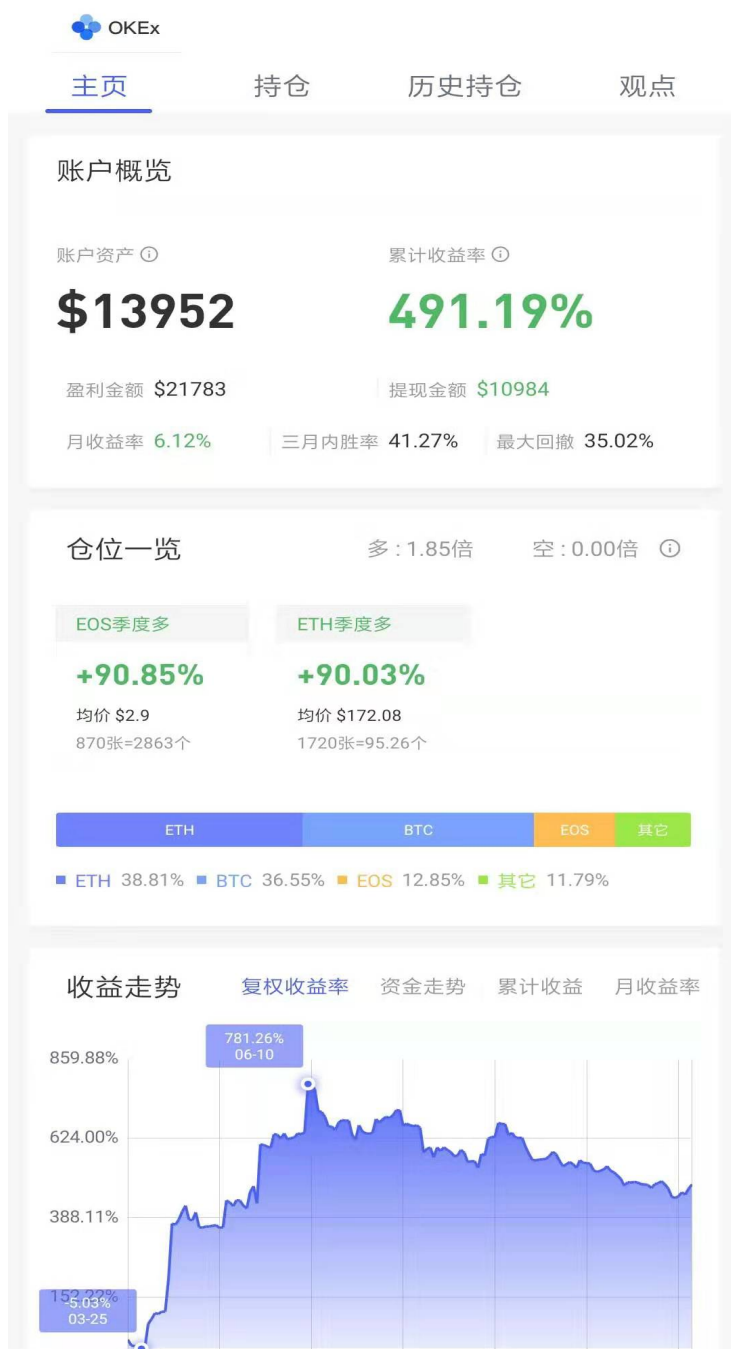 OKEx
主页 持仓 历史持仓 观点
账户概览
账户资产 累计收益率
$13952 491.19%
盈利金额 $21783 提现金额 $10984
月收益率 6.12% 三月内胜率 41.27% 最大回撤 35.02%
仓位一览 多:1.85倍 空:0.00倍
EOS季度多 ETH季度多
+90.85% +90.03%
均价 $2.9 均价 $172.08
870张=2863个 1720张=95.26个
ETH BTC EOS 其它
ETH 38.81% BTC 36.55% EOS 12.85% 其它 11.79%
收益走势 复权收益率 资金走势 累计收益 月收益率
781.26%
06-10
859.88%
624.00%
388.11%
152.22%
-5.03%
03-25